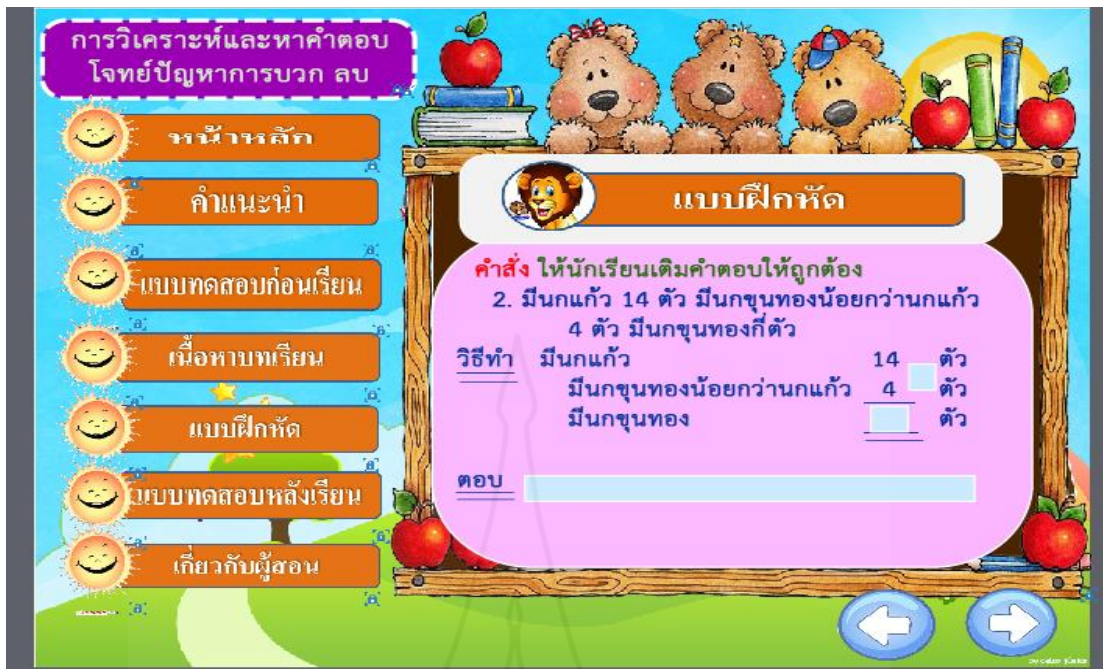 การวิเคราะห์และหาคำตอบ
โจทย์ปัญหาการบวก ลบ
หน้าหลัก
คำแนะนำ
แบบทดสอบก่อนเรียน
เนื้อหาบทเรียน
แบบฝึกหัด
แบบทดสอบหลังเรียน
เกี่ยวกับผู้สอน
แบบฝึกหัด
คำสั่ง ให้นักเรียนเติมคำตอบให้ถูกต้อง
2. มีนกแก้ว 14 ตัว มีนกขุนทองน้อยกว่านกแก้ว
4 ตัว มีนกขุนทองกี่ตัว
วิธีทำ มีนกแก้ว 14 ตัว
มีนกขุนทองน้อยกว่านกแก้ว 4 ตัว
มีนกขุนทอง ตัว
ตอบ